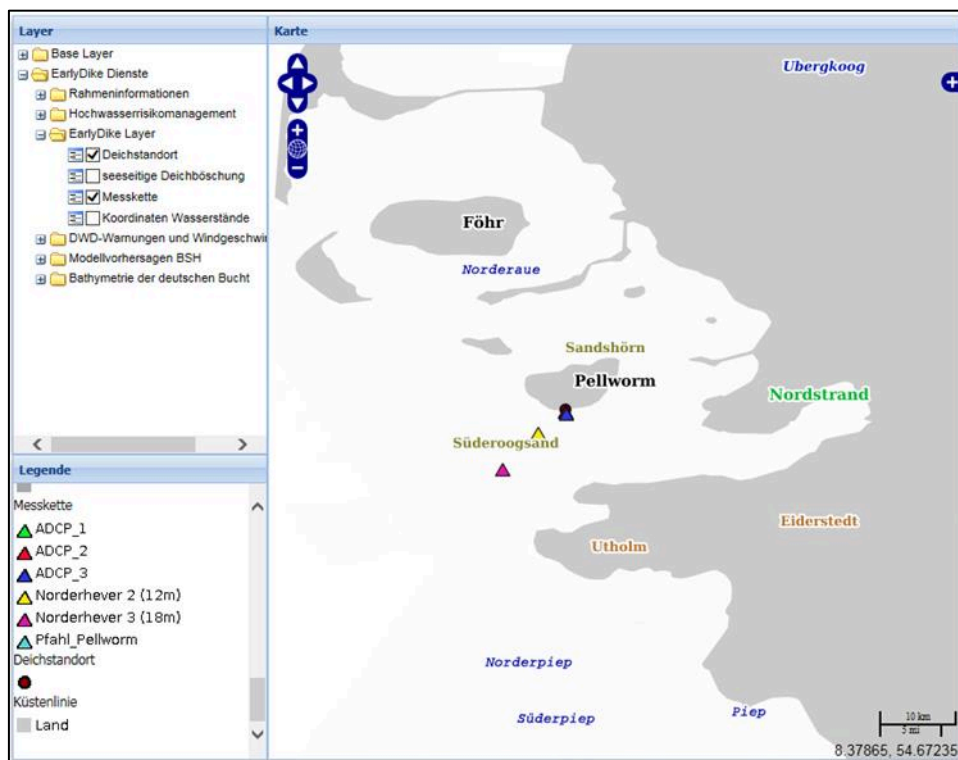 Layer
Base Layer
EarlyDike Dienste
Rahmeninformationen
Hochwasserrisikomanagement
EarlyDike Layer
Deichstandort
seeseitige Deichböschung
Messkette
Koordinaten Wasserstände
DWD-Warnungen und Windgeschwin
Modellvorhersagen BSH
Bathymetrie der deutschen Bucht
Legende
Messkette
ADCP_1
ADCP_2
ADCP_3
Norderhever 2 (12m)
Norderhever 3 (18m)
Pfahl_Pellworm
Deichstandort
Küstenlinie
Land
Karte
Ubergkoog
Föhr
Norderaue
Sandshörn
Pellworm
Nordstrand
Süderoogsand
Eiderstedt
Utholm
Norderpiep
Süderpiep
Piep
10 km
5 mi
8.37865, 54.67235